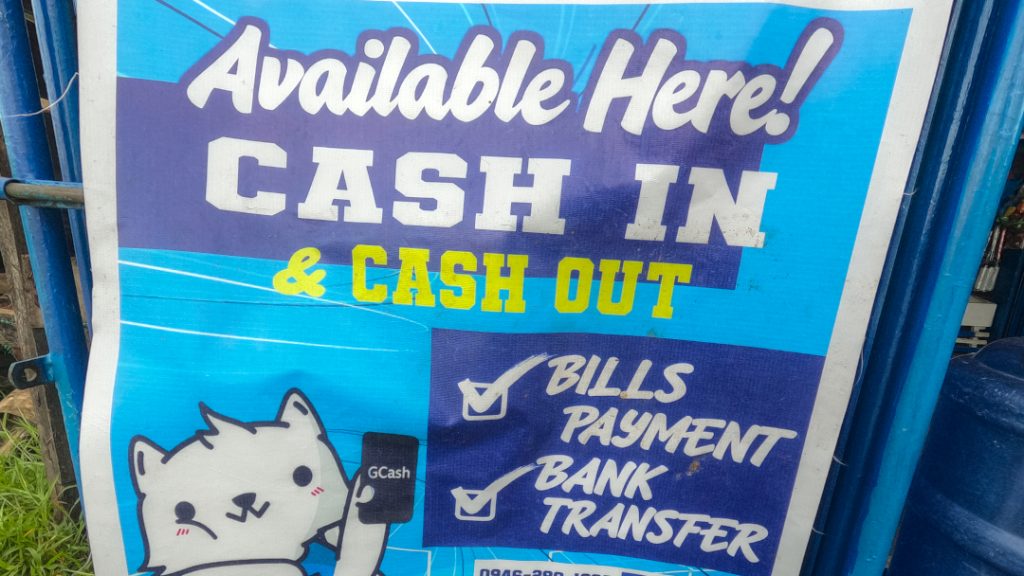 Available Here!
CASH IN
& CASH OUT
BILLS
PAYMENT
BANK
TRANSFER
GCash